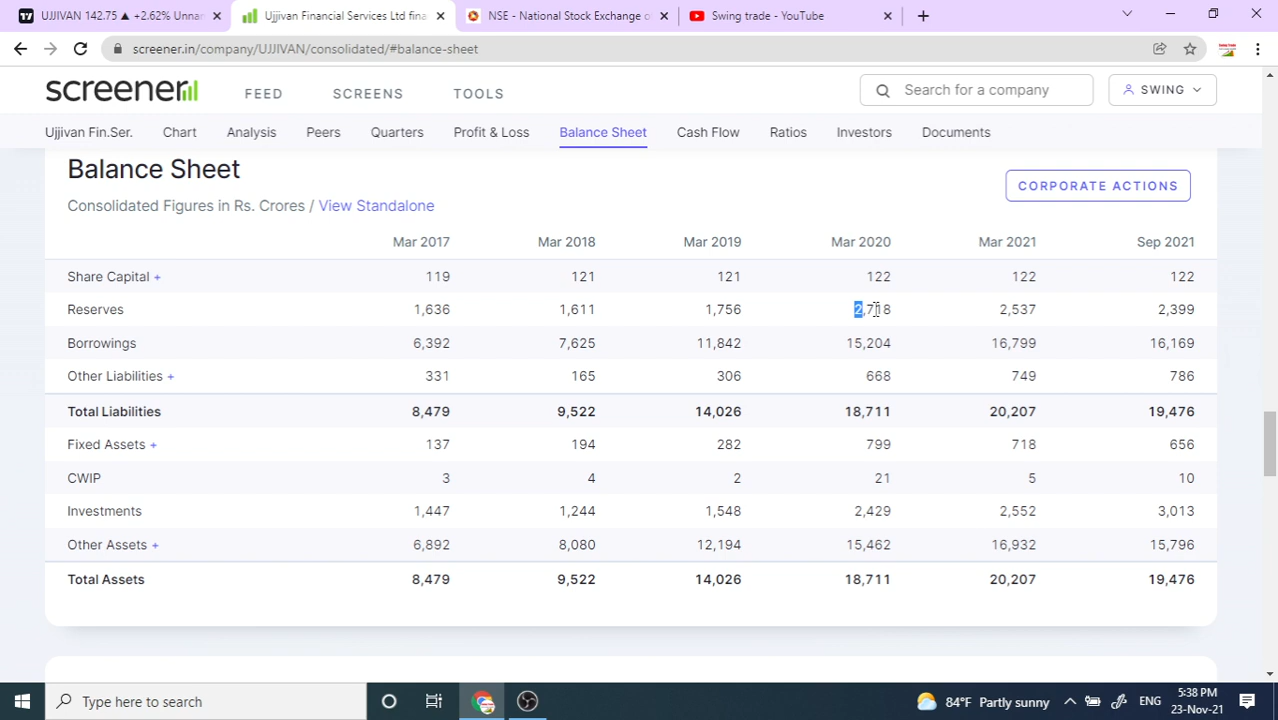 UJJIVAN 142.75 ▲ +2.62% Unnan
Ujjivan Financial Services Ltd fina
NSE - National Stock Exchange o
Swing trade - YouTube
screener.in/company/UJJIVAN/consolidated/#balance-sheet
screener
FEED
SCREENS
TOOLS
Search for a company
SWING
Ujjivan Fin.Ser. Chart Analysis Peers Quarters Profit & Loss Balance Sheet Cash Flow Ratios Investors Documents
Balance Sheet
CORPORATE ACTIONS
Consolidated Figures in Rs. Crores / View Standalone
Mar 2017 Mar 2018 Mar 2019 Mar 2020 Mar 2021 Sep 2021
Share Capital + 119 121 121 122 122 122
Reserves 1,636 1,611 1,756 2,718 2,537 2,399
Borrowings 6,392 7,625 11,842 15,204 16,799 16,169
Other Liabilities + 331 165 306 668 749 786
Total Liabilities 8,479 9,522 14,026 18,711 20,207 19,476
Fixed Assets + 137 194 282 799 718 656
CWIP 3 4 2 21 5 10
Investments 1,447 1,244 1,548 2,429 2,552 3,013
Other Assets + 6,892 8,080 12,194 15,462 16,932 15,796
Total Assets 8,479 9,522 14,026 18,711 20,207 19,476
Type here to search
84°F Partly sunny
ENG
5:38 PM
23-Nov-21